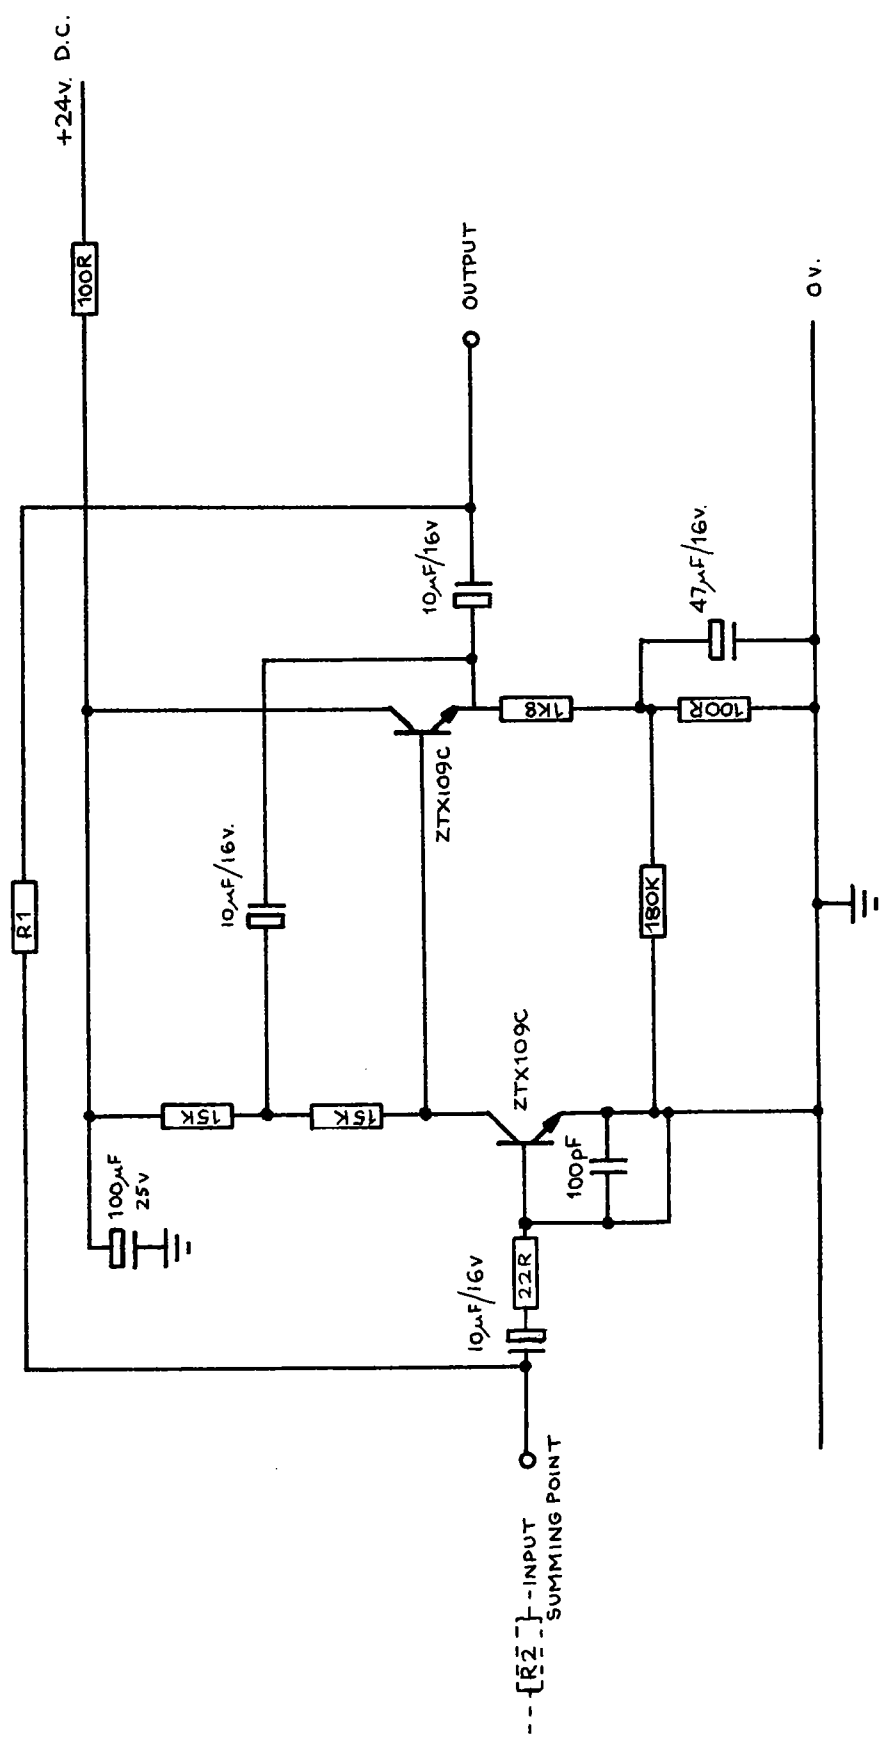 +24v. D.C.
100R
OUTPUT
0v.
10µF/16v
47µF/16v.
1K8
100R
ZTX109C
10µF/16v.
R1
180K
15K
15K
ZTX109C
100µF
25v
100pF
10µF/16v
22R
R2
INPUT
SUMMING POINT